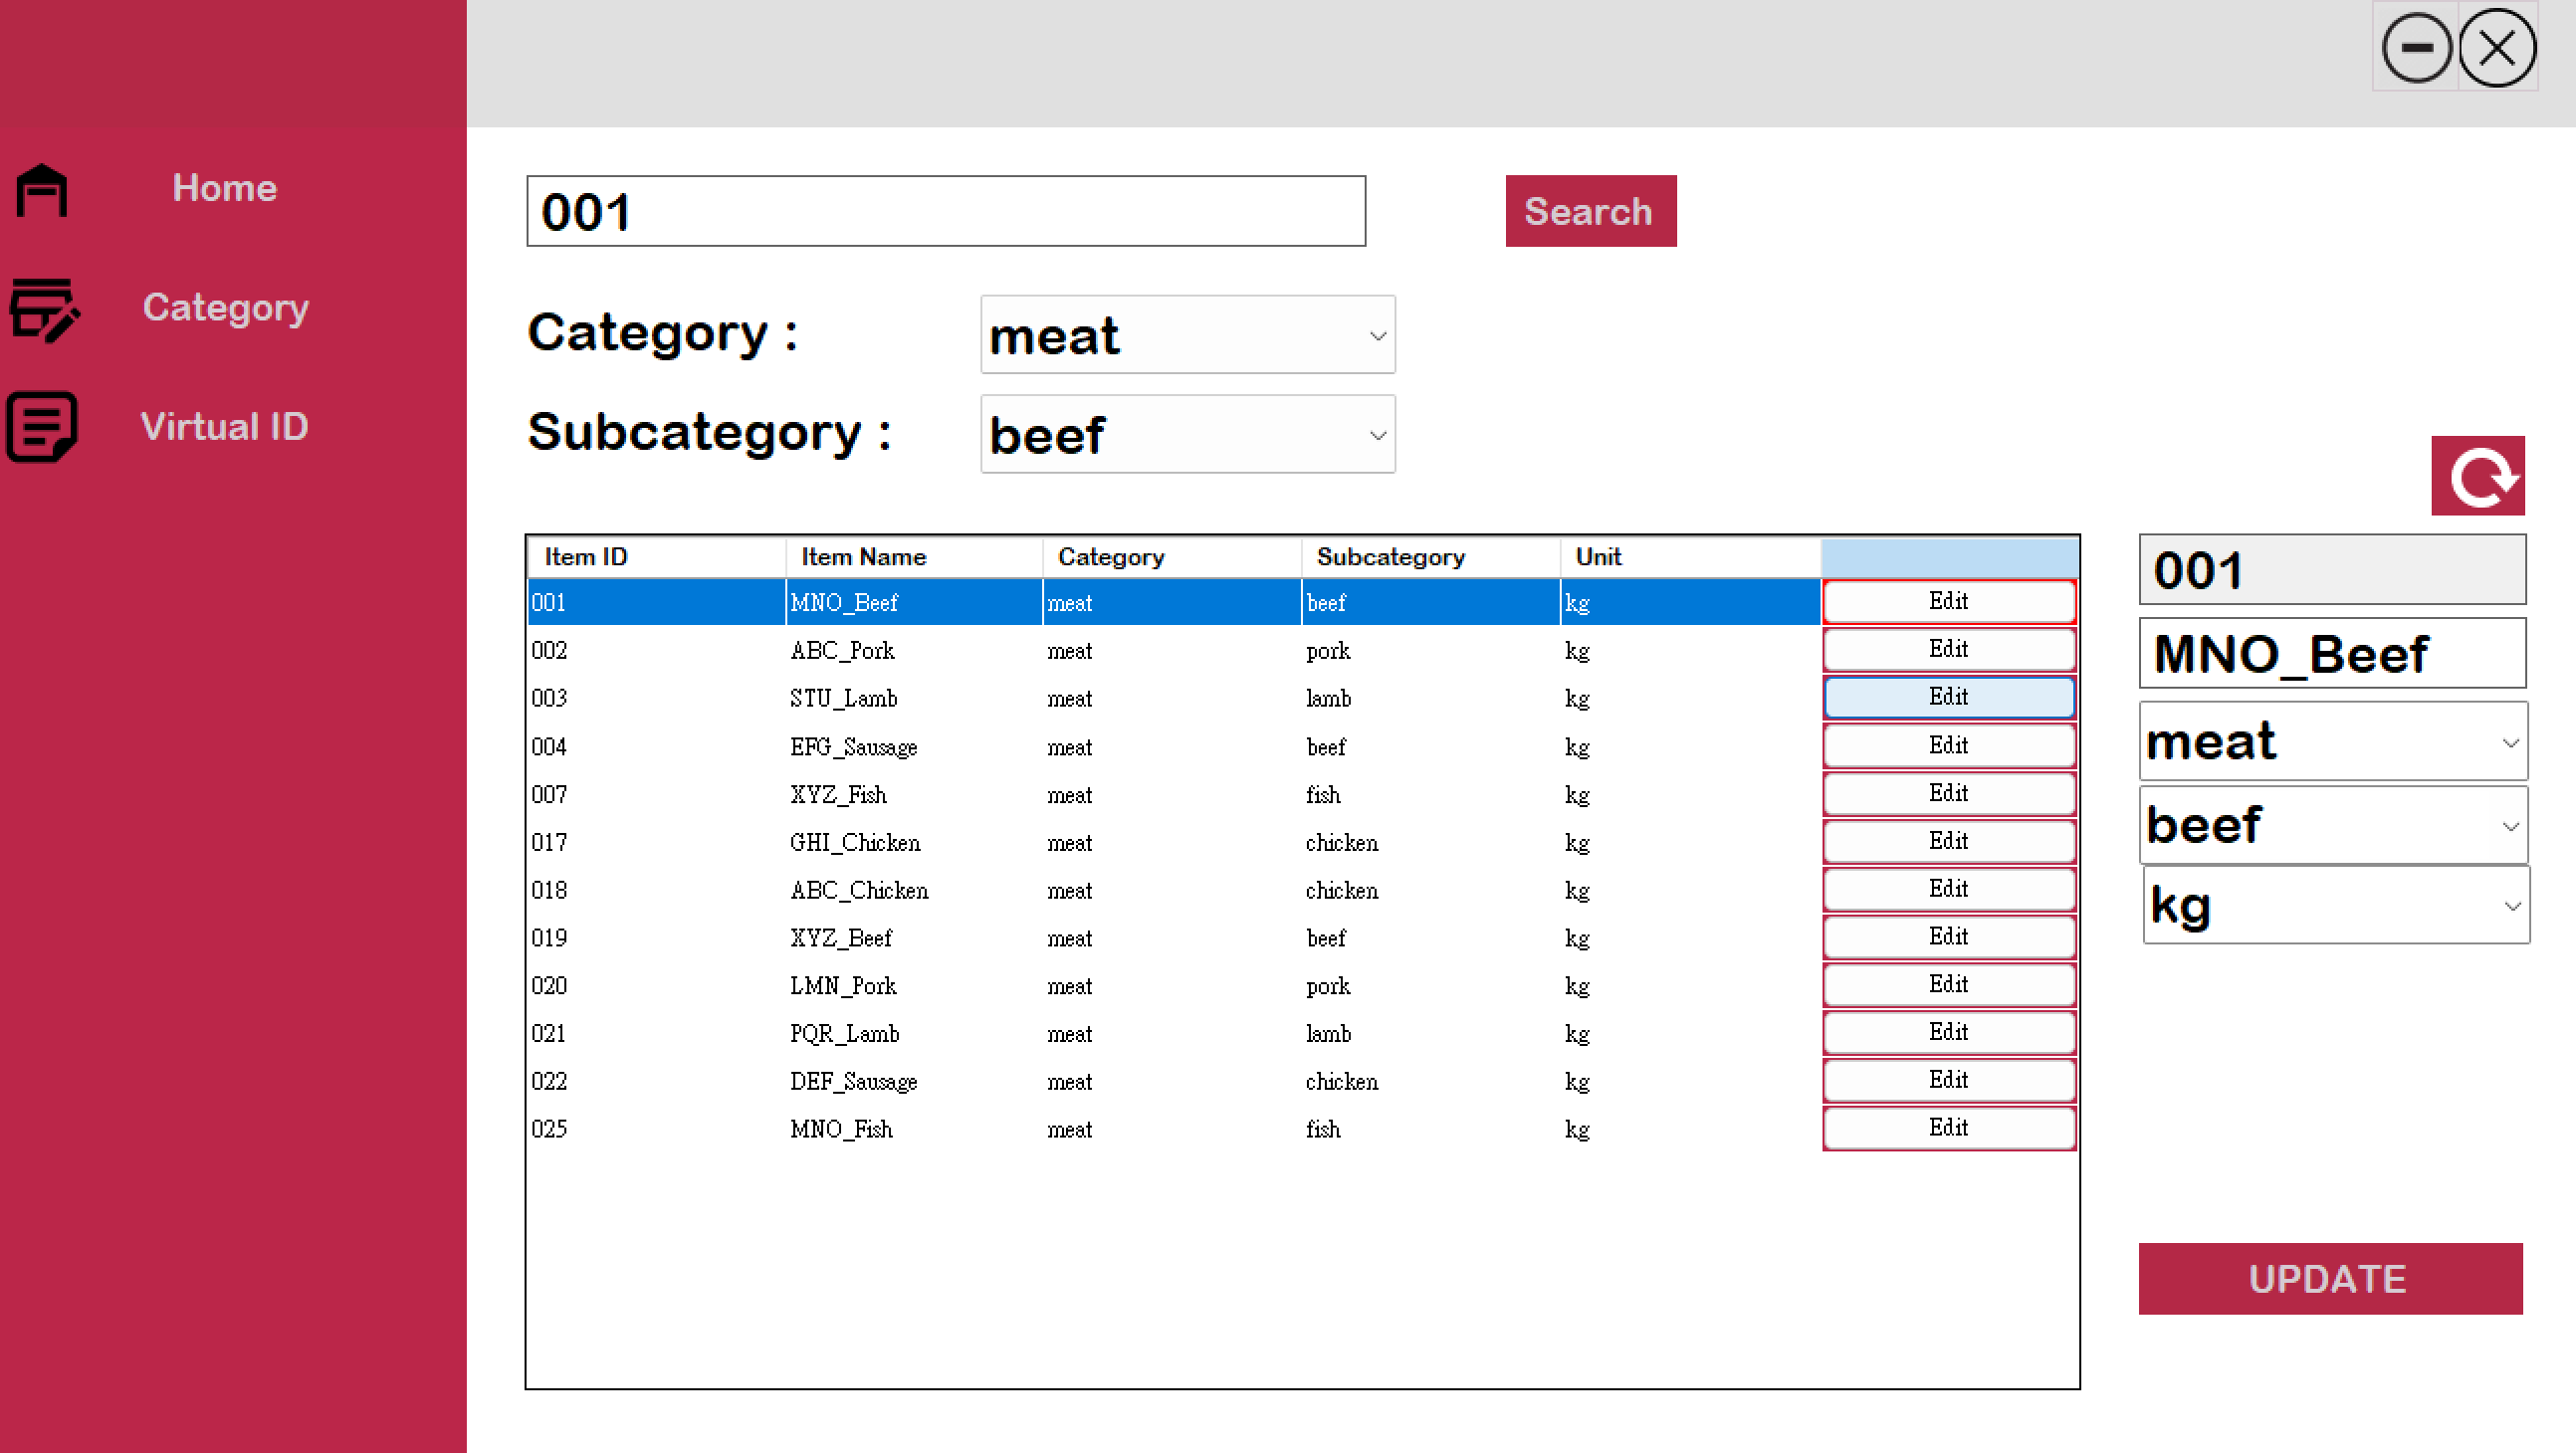 Home
Category
Virtual ID
001
Search
Category :
meat
Subcategory :
beef
Item ID Item Name Category Subcategory Unit
001 MNO_Beef meat beef kg Edit
002 ABC_Pork meat pork kg Edit
003 STU_Lamb meat lamb kg Edit
004 EFG_Sausage meat beef kg Edit
007 XYZ_Fish meat fish kg Edit
017 GHI_Chicken meat chicken kg Edit
018 ABC_Chicken meat chicken kg Edit
019 XYZ_Beef meat beef kg Edit
020 LMN_Pork meat pork kg Edit
021 PQR_Lamb meat lamb kg Edit
022 DEF_Sausage meat chicken kg Edit
025 MNO_Fish meat fish kg Edit
001
MNO_Beef
meat
beef
kg
UPDATE